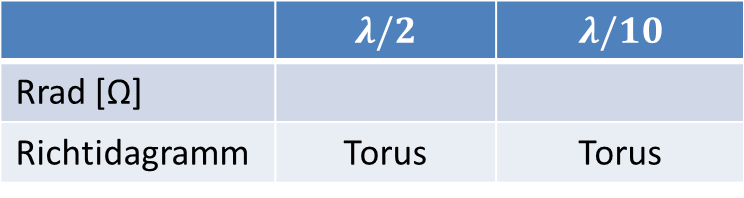 λ/2 λ/10
Rrad [Ω]
Richtidagramm Torus Torus